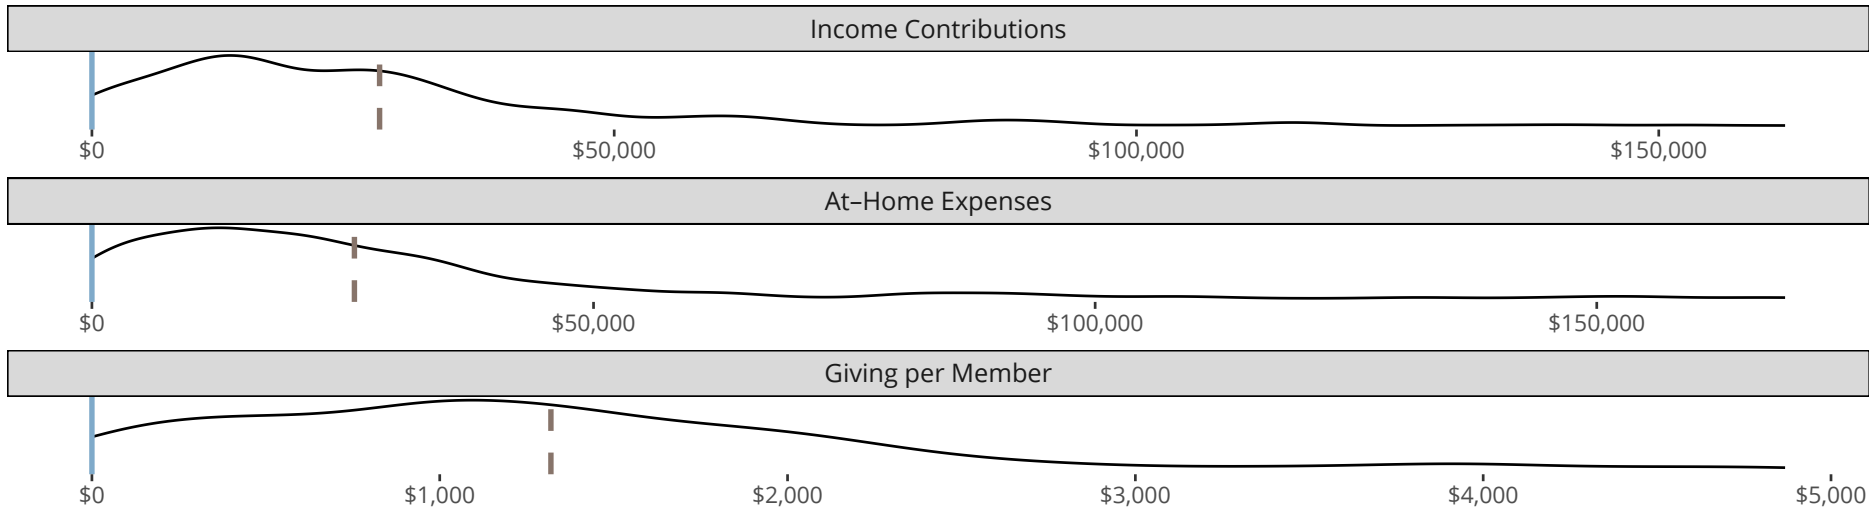 Income Contributions
$0 $50,000 $100,000 $150,000
At–Home Expenses
$0 $50,000 $100,000 $150,000
Giving per Member
$0 $1,000 $2,000 $3,000 $4,000 $5,000